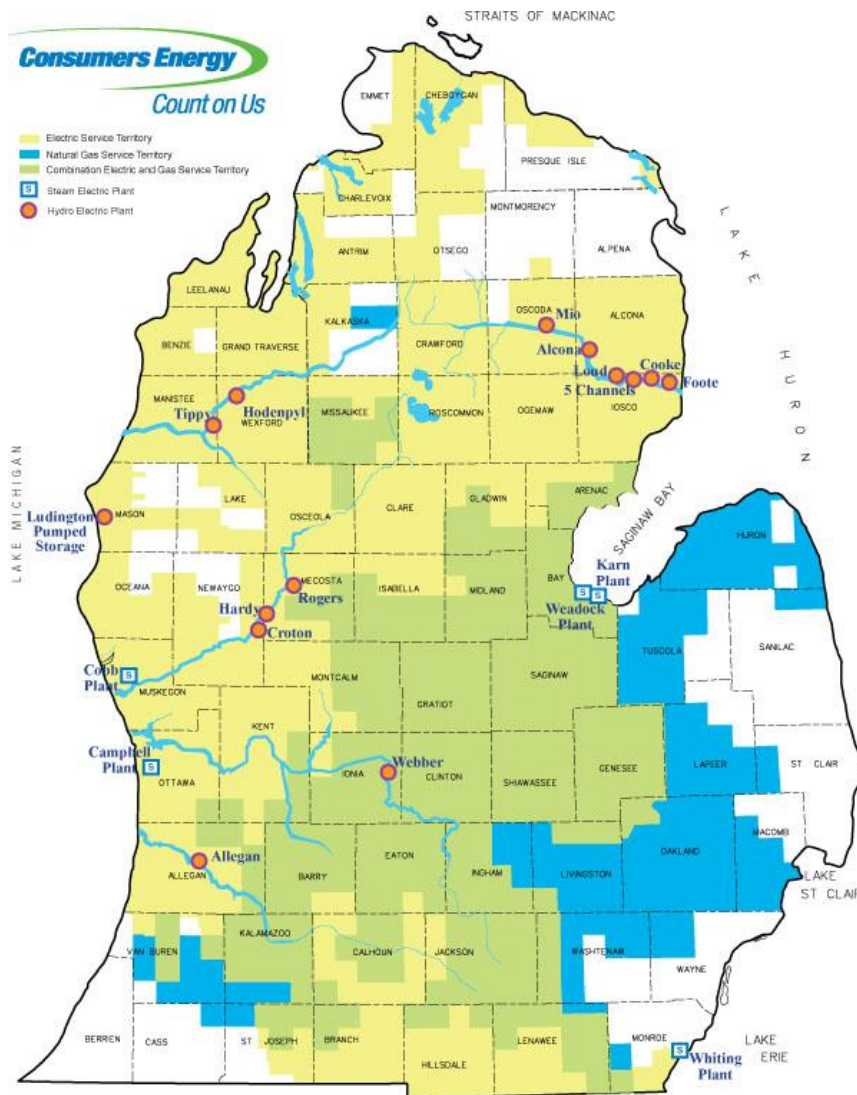 STRAITS OF MACKINAC
Consumers Energy
Count on Us
Electric Service Territory
Natural Gas Service Territory
Combination Electric and Gas Service Territory
S Steam Electric Plant
Hydro Electric Plant
EMMET
CHEBOYGAN
PRESQUE ISLE
CHARLEVOIX
MONTMORENCY
ANTRIM
OTSEGO
ALPENA
LAKE HURON
LEELANAU
KALKASKA
OSCODA
ALCONA
Mio
BENZIE
GRAND TRAVERSE
CRAWFORD
Alcona
Loud
Cooke
5 Channels
Foote
MANISTEE
Hodenpyl
Tippy
WEXFORD
MISSAUKEE
ROSCOMMON
OGEMAW
IOSCO
LAKE MICHIGAN
Ludington
Pumped
Storage
MASON
LAKE
OSCEOLA
CLARE
GLADWIN
ARENAC
SAGINAW BAY
HURON
OCEANA
NEWAYGO
MECOSTA
Rogers
ISABELLA
MIDLAND
BAY
Karn
Plant
S
S
Weadock
Plant
Hardy
Croton
TUSCOLA
SANILAC
Cobb
Plant
S
MUSKEGON
MONTCALM
GRATIOT
SAGINAW
KENT
Campbell
Plant
S
OTTAWA
IONIA
Webber
CLINTON
SHIAWASSEE
GENESEE
LAPEER
ST CLAIR
MACOMB
Allegan
ALLEGAN
BARRY
EATON
INGHAM
LIVINGSTON
OAKLAND
LAKE
ST CLAIR
VAN BUREN
KALAMAZOO
CALHOUN
JACKSON
WASHTENAW
WAYNE
BERRIEN
CASS
ST JOSEPH
BRANCH
HILLSDALE
LENAWEE
MONROE
S
Whiting
Plant
LAKE
ERIE